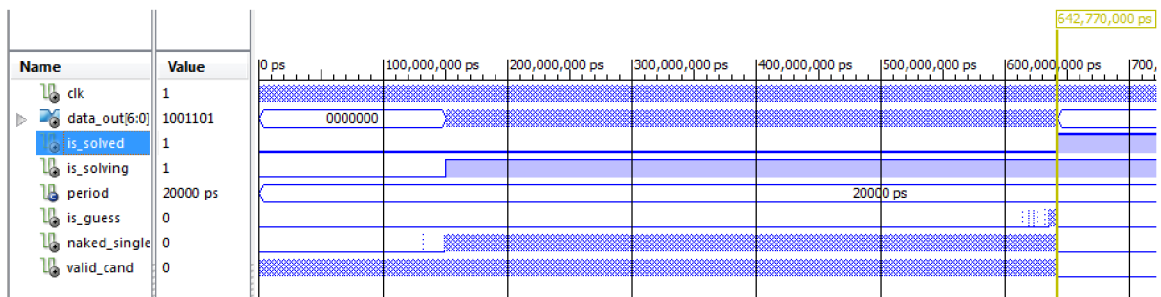 642,770,000 ps
Name Value 0 ps 100,000,000 ps 200,000,000 ps 300,000,000 ps 400,000,000 ps 500,000,000 ps 600,000,000 ps 700,
clk 1
data_out[6:0] 1001101 0000000
is_solved 1
is_solving 1
period 20000 ps 20000 ps
is_guess 0
naked_single 0
valid_cand 0